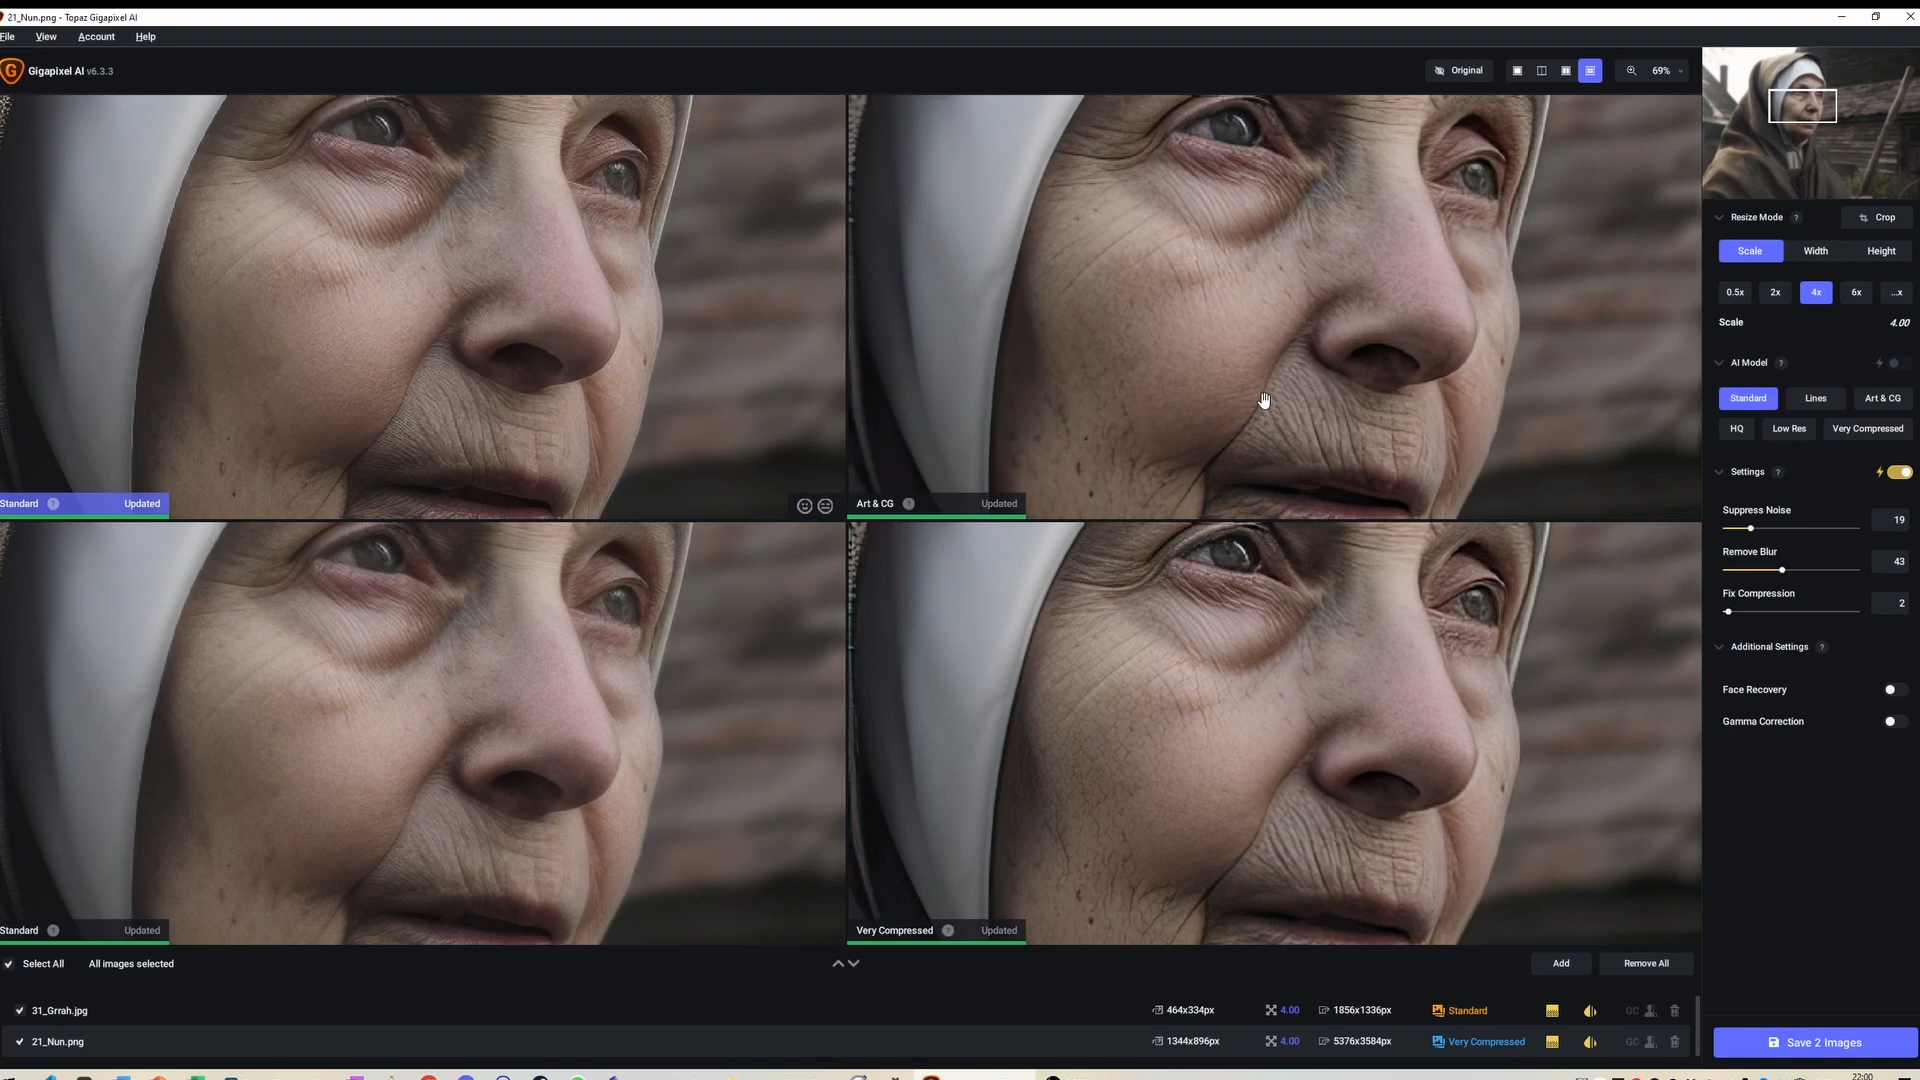 21_Nun.png - Topaz Gigapixel AI
File View Account Help
G Gigapixel AI v6.3.3
Original
69%
Resize Mode ? Crop
Scale Width Height
0.5x 2x 4x 6x ...x
Scale 4.00
AI Model ?
Standard Lines Art & CG
HQ Low Res Very Compressed
Settings ?
Suppress Noise 19
Remove Blur 43
Fix Compression 2
Additional Settings ?
Face Recovery
Gamma Correction
Standard ? Updated
Art & CG ? Updated
Standard ? Updated
Very Compressed ? Updated
Select All All images selected Add Remove All
31_Grrah.jpg 464x334px 4.00 1856x1336px Standard GC
21_Nun.png 1344x896px 4.00 5376x3584px Very Compressed GC
Save 2 Images
22:00